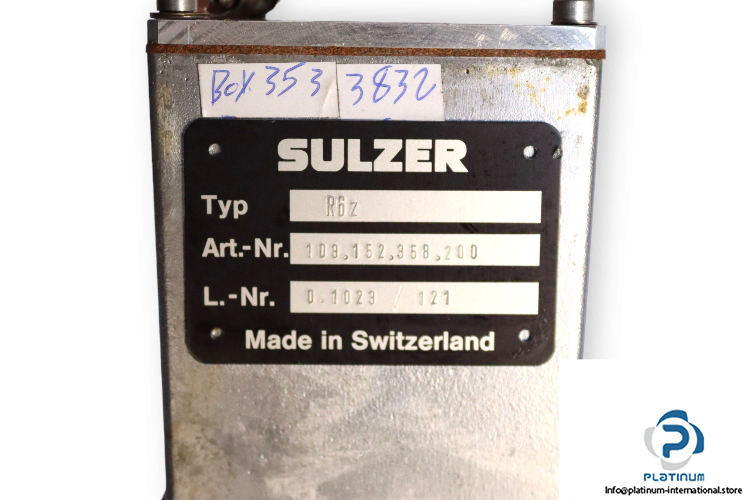 BOX 353 3832
SULZER
Typ R6z
Art.-Nr. 109.152.358.200
L.-Nr. 0.1023 / 121
Made in Switzerland
PLATINUM
Info@platinum-international.store